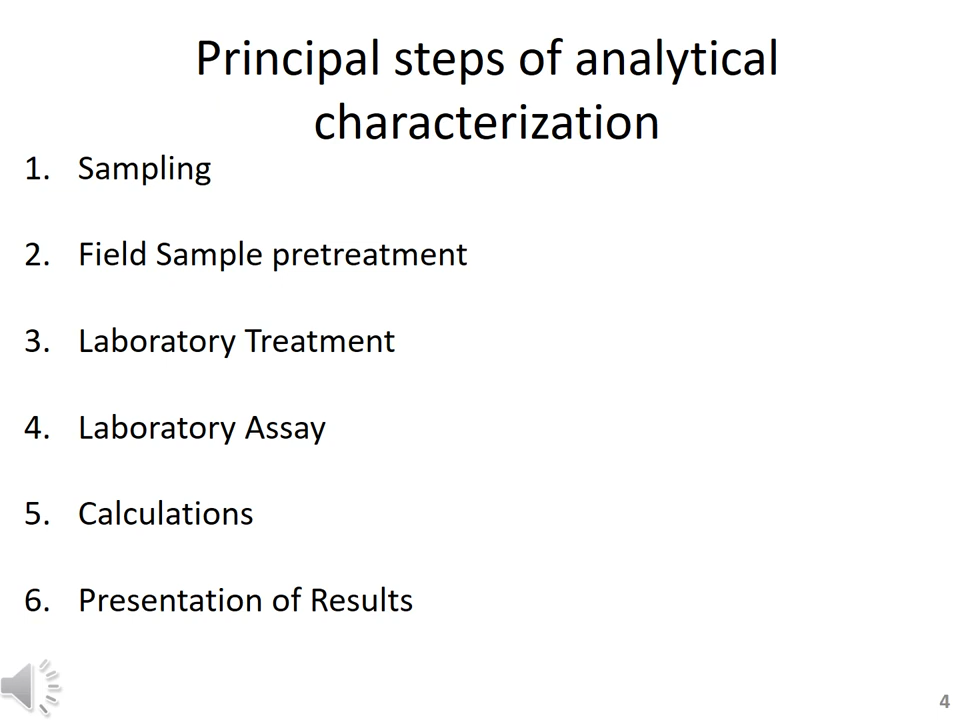 Principal steps of analytical
characterization
1. Sampling
2. Field Sample pretreatment
3. Laboratory Treatment
4. Laboratory Assay
5. Calculations
6. Presentation of Results
4